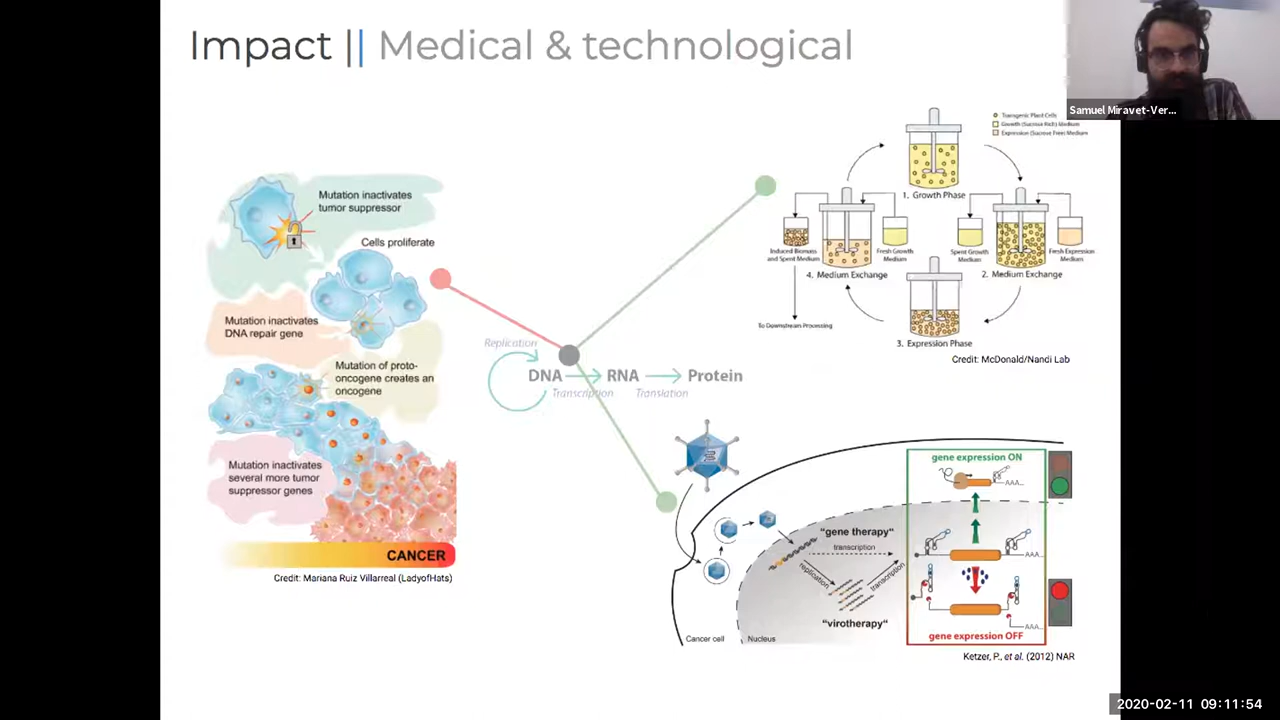 Impact || Medical & technological
Samuel Miravet-Ver...
Mutation inactivates
tumor suppressor
Cells proliferate
Mutation inactivates
DNA repair gene
Mutation of proto-
oncogene creates an
oncogene
Mutation inactivates
several more tumor
suppressor genes
CANCER
Credit: Mariana Ruiz Villarreal (LadyofHats)
Replication
DNA
RNA
Protein
Transcription
Translation
Transgenic Plant Cells
Growth (Sucrose Rich) Medium
Expression (Sucrose Free) Medium
1. Growth Phase
Induced Biomass
and Spent Medium
Fresh Growth
Medium
Spent Growth
Medium
Fresh Expression
Medium
4. Medium Exchange
2. Medium Exchange
To Downstream Processing
3. Expression Phase
Credit: McDonald/Nandi Lab
gene expression ON
AAA...
"gene therapy"
transcription
replication
transcription
AAA...
"virotherapy"
AAA...
gene expression OFF
Cancer cell
Nucleus
Ketzer, P., et al. (2012) NAR
2020-02-11 09:11:54